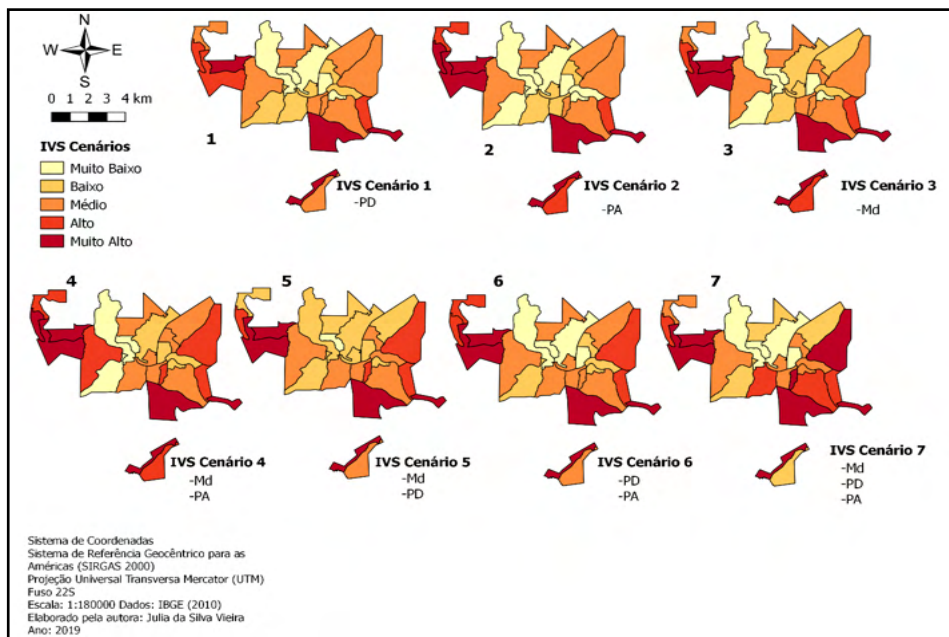 N
W E
S
0 1 2 3 4 km
IVS Cenários
Muito Baixo
Baixo
Médio
Alto
Muito Alto
1
IVS Cenário 1
-PD
2
IVS Cenário 2
-PA
3
IVS Cenário 3
-Md
4
IVS Cenário 4
-Md
-PA
5
IVS Cenário 5
-Md
-PD
6
IVS Cenário 6
-PD
-PA
7
IVS Cenário 7
-Md
-PD
-PA
Sistema de Coordenadas
Sistema de Referência Geocêntrico para as
Américas (SIRGAS 2000)
Projeção Universal Transversa Mercator (UTM)
Fuso 22S
Escala: 1:180000 Dados: IBGE (2010)
Elaborado pela autora: Julia da Silva Vieira
Ano: 2019